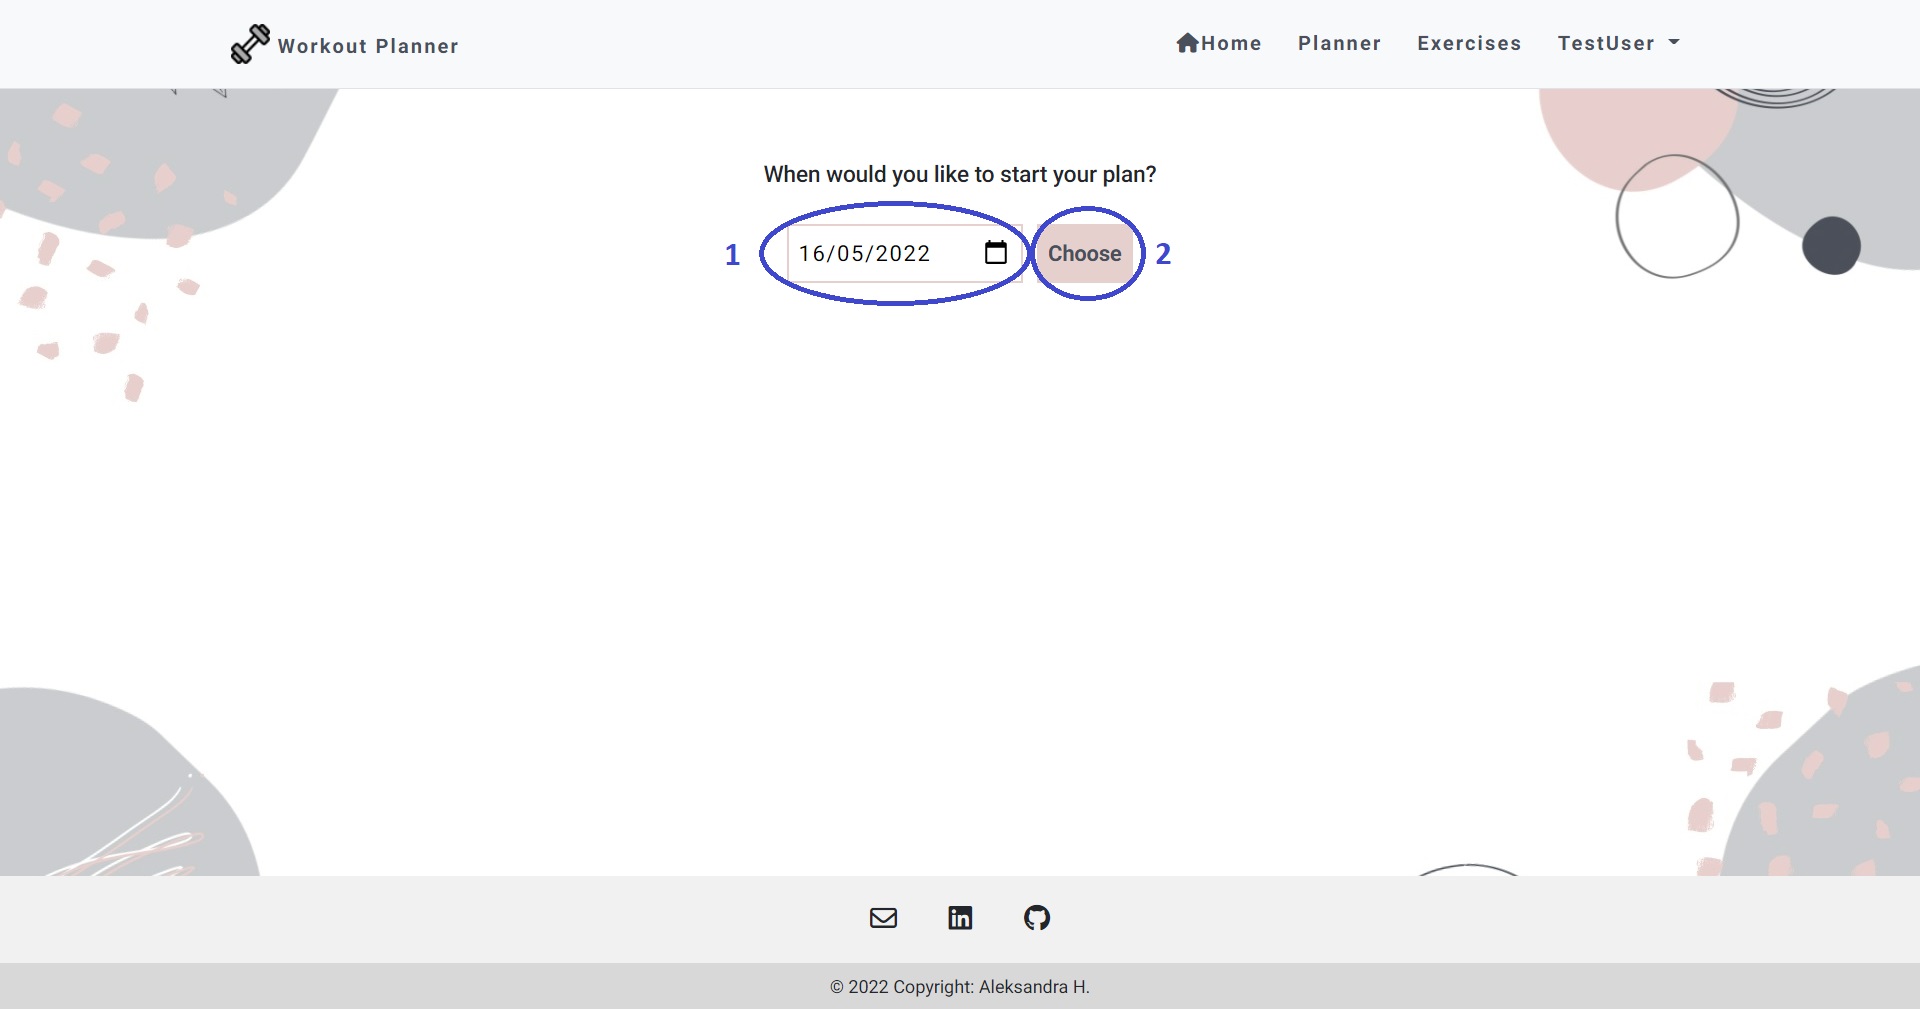 Workout Planner
Home Planner Exercises TestUser
When would you like to start your plan?
1 16/05/2022 Choose 2
in
© 2022 Copyright: Aleksandra H.